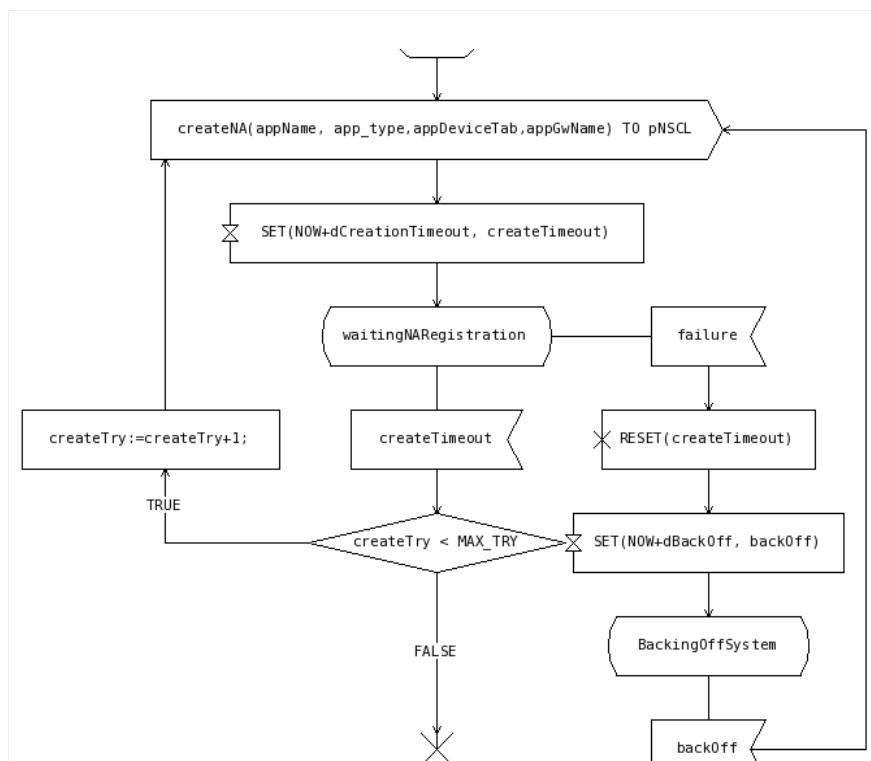 createNA(appName, app_type,appDeviceTab,appGwName) TO pNSCL
SET(NOW+dCreationTimeout, createTimeout)
waitingNARegistration
failure
createTry:=createTry+1;
createTimeout
RESET(createTimeout)
TRUE
createTry < MAX_TRY
SET(NOW+dBackOff, backOff)
FALSE
BackingOffSystem
backOff